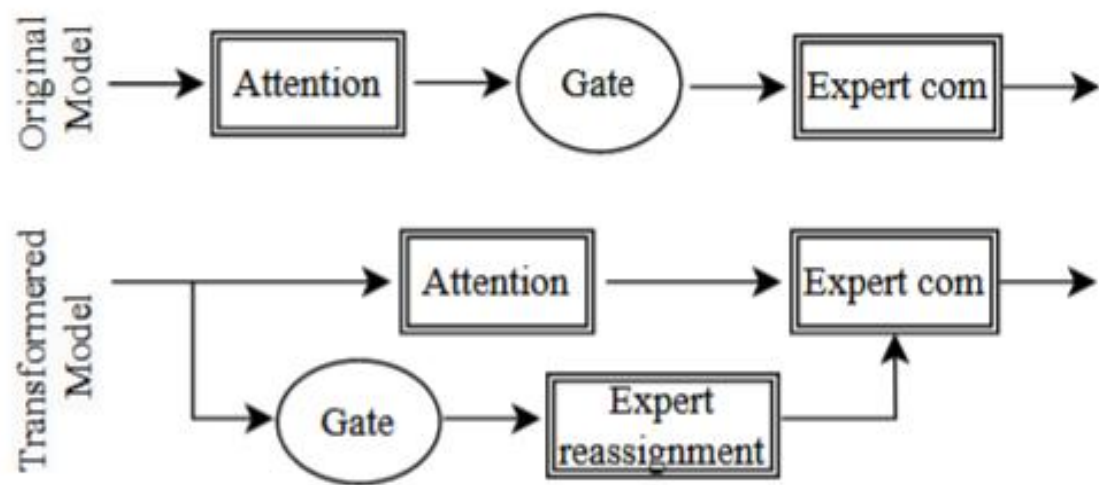 Original
Model
Attention
Gate
Expert com
Transformered
Model
Attention
Expert com
Gate
Expert
reassignment